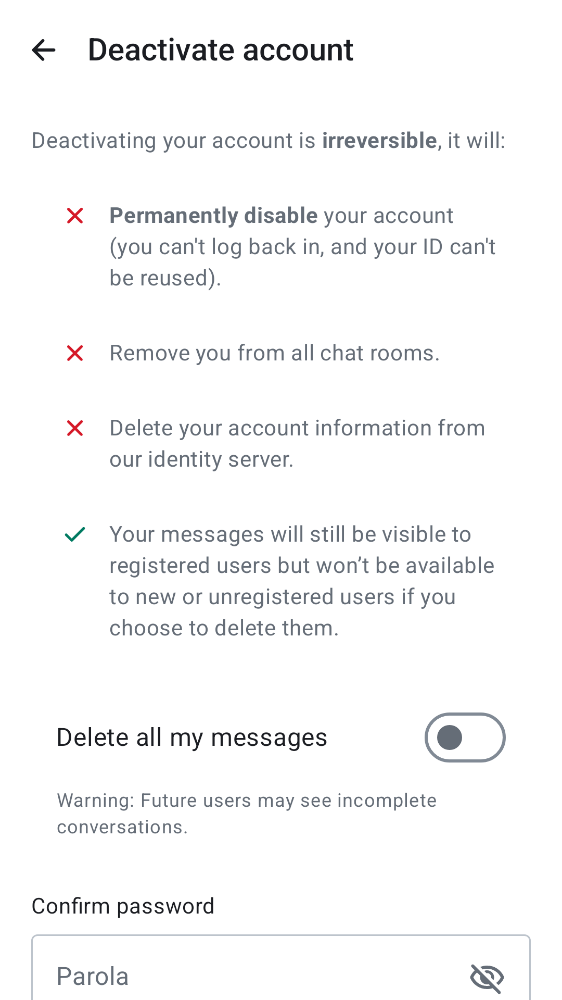 Deactivate account
Deactivating your account is irreversible, it will:
Permanently disable your account
(you can't log back in, and your ID can't
be reused).
Remove you from all chat rooms.
Delete your account information from
our identity server.
Your messages will still be visible to
registered users but won’t be available
to new or unregistered users if you
choose to delete them.
Delete all my messages
Warning: Future users may see incomplete
conversations.
Confirm password
Parola